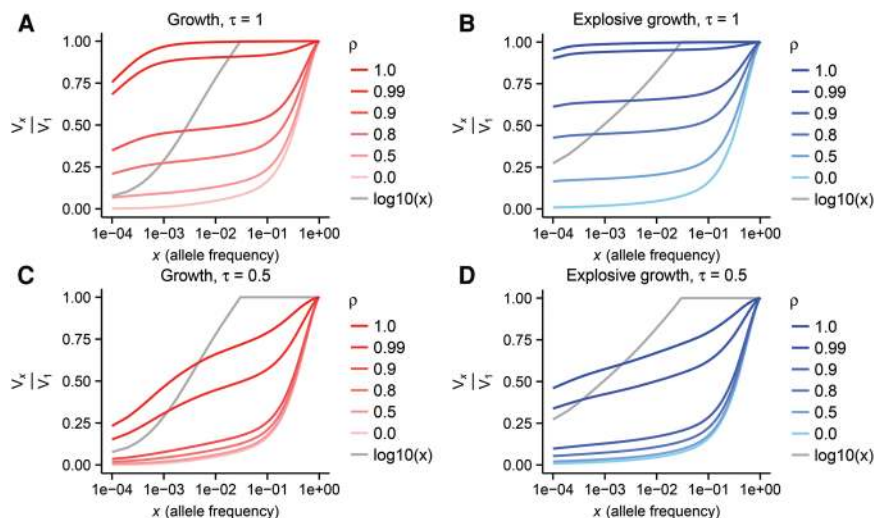 A
Growth, τ = 1
V_x
V_1
1.00
0.75
0.50
0.25
0.00
1e−04 1e−03 1e−02 1e−01 1e+00
x (allele frequency)
ρ
1.0
0.99
0.9
0.8
0.5
0.0
log10(x)
B
Explosive growth, τ = 1
V_x
V_1
1.00
0.75
0.50
0.25
0.00
1e−04 1e−03 1e−02 1e−01 1e+00
x (allele frequency)
ρ
1.0
0.99
0.9
0.8
0.5
0.0
log10(x)
C
Growth, τ = 0.5
V_x
V_1
1.00
0.75
0.50
0.25
0.00
1e−04 1e−03 1e−02 1e−01 1e+00
x (allele frequency)
ρ
1.0
0.99
0.9
0.8
0.5
0.0
log10(x)
D
Explosive growth, τ = 0.5
V_x
V_1
1.00
0.75
0.50
0.25
0.00
1e−04 1e−03 1e−02 1e−01 1e+00
x (allele frequency)
ρ
1.0
0.99
0.9
0.8
0.5
0.0
log10(x)